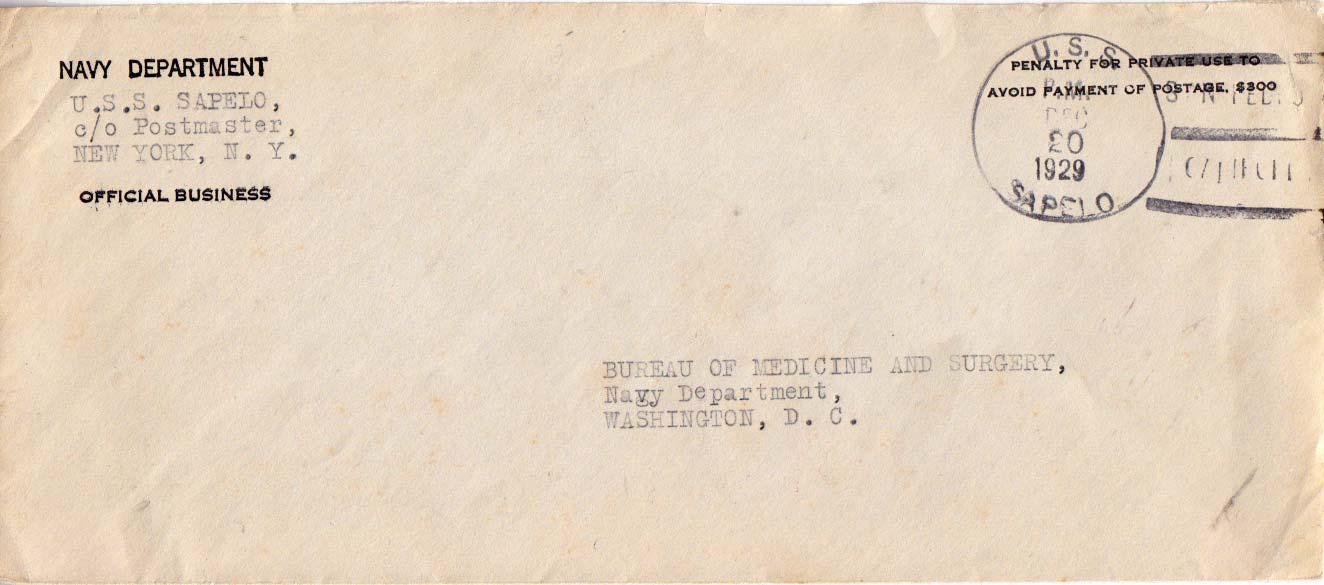 NAVY DEPARTMENT
U.S.S. SAPELO,
c/o Postmaster,
NEW YORK, N. Y.
OFFICIAL BUSINESS
PENALTY FOR PRIVATE USE TO
AVOID PAYMENT OF POSTAGE, $300
U. S. S.
DEC
20
1929
SAPELO
BUREAU OF MEDICINE AND SURGERY,
Navy Department,
WASHINGTON, D. C.